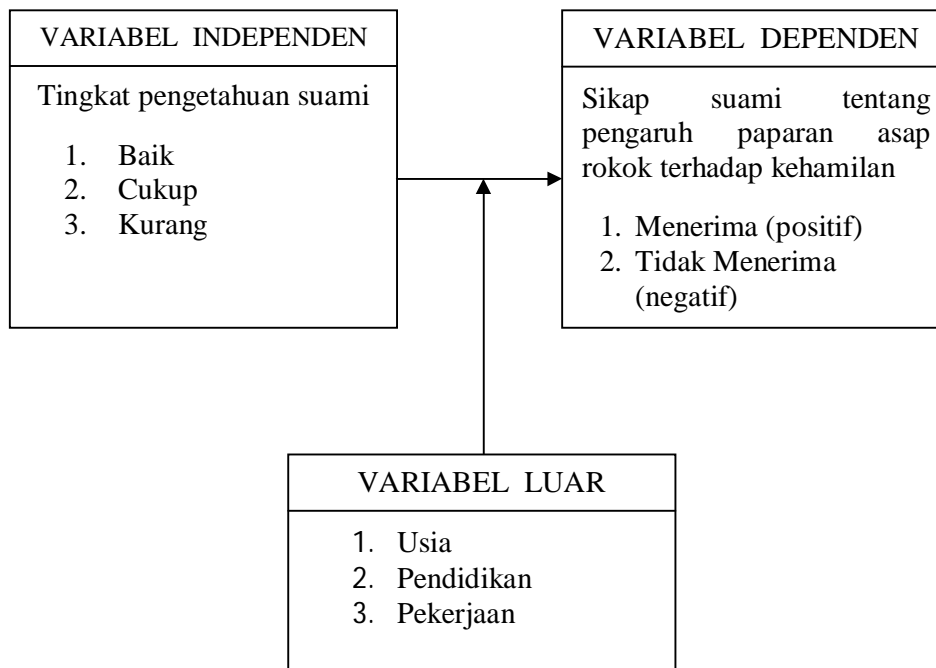 VARIABEL INDEPENDEN
Tingkat pengetahuan suami
1. Baik
2. Cukup
3. Kurang
VARIABEL DEPENDEN
Sikap suami tentang
pengaruh paparan asap
rokok terhadap kehamilan
1. Menerima (positif)
2. Tidak Menerima
(negatif)
VARIABEL LUAR
1. Usia
2. Pendidikan
3. Pekerjaan